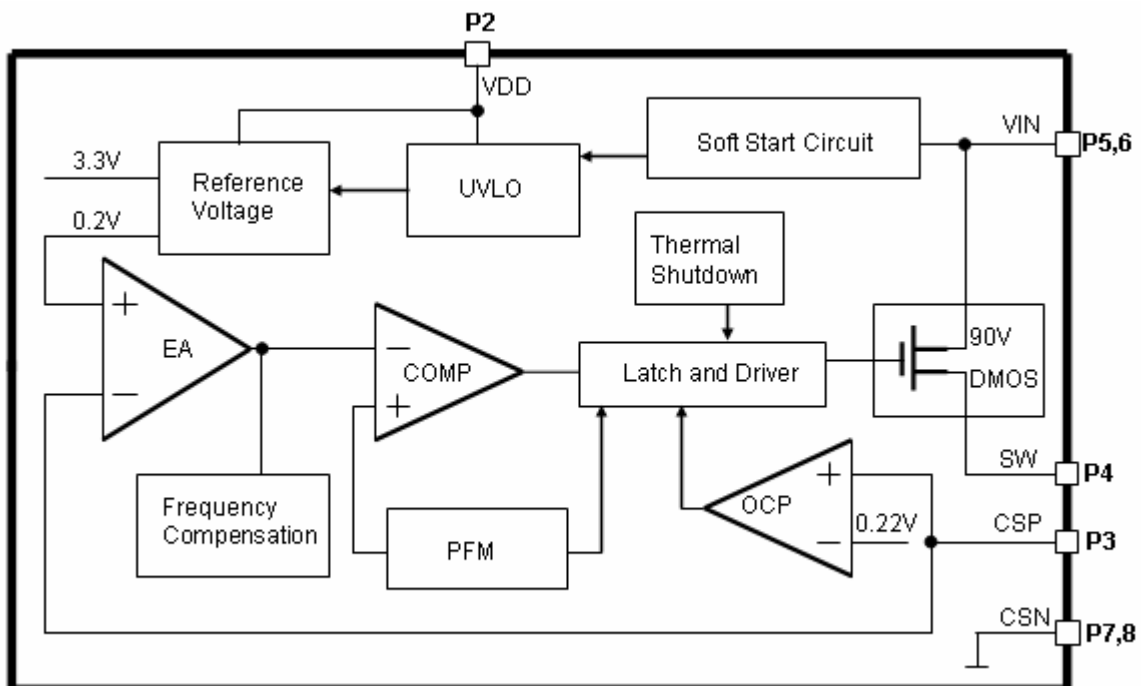 P2
VDD
Soft Start Circuit
VIN
P5,6
3.3V
Reference
Voltage
UVLO
0.2V
Thermal
Shutdown
+
EA
−
−
COMP
+
Latch and Driver
90V
DMOS
SW
P4
Frequency
Compensation
PFM
+
OCP
0.22V
−
CSP
P3
CSN
P7,8